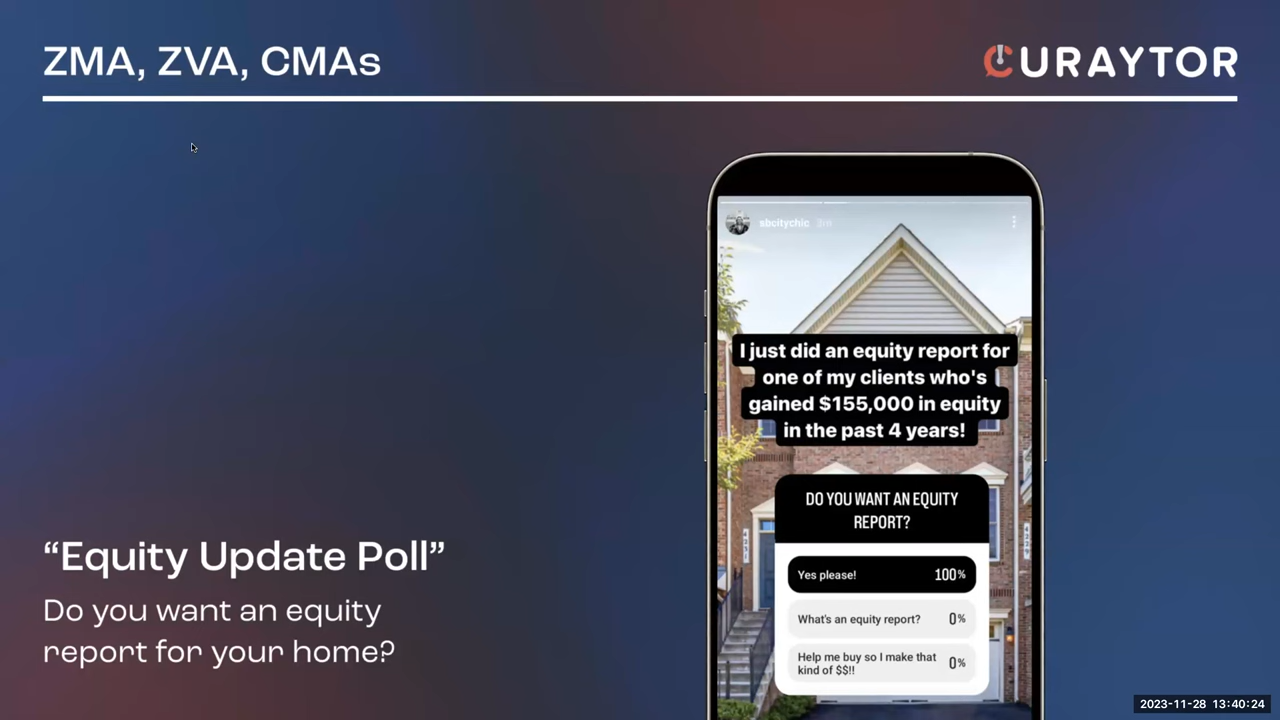 ZMA, ZVA, CMAs
CURAYTOR
sbcitychic 9m
I just did an equity report for
one of my clients who's
gained $155,000 in equity
in the past 4 years!
DO YOU WANT AN EQUITY
REPORT?
Yes please! 100%
What's an equity report? 0%
Help me buy so I make that
kind of $$!! 0%
“Equity Update Poll”
Do you want an equity
report for your home?
2023-11-28 13:40:24